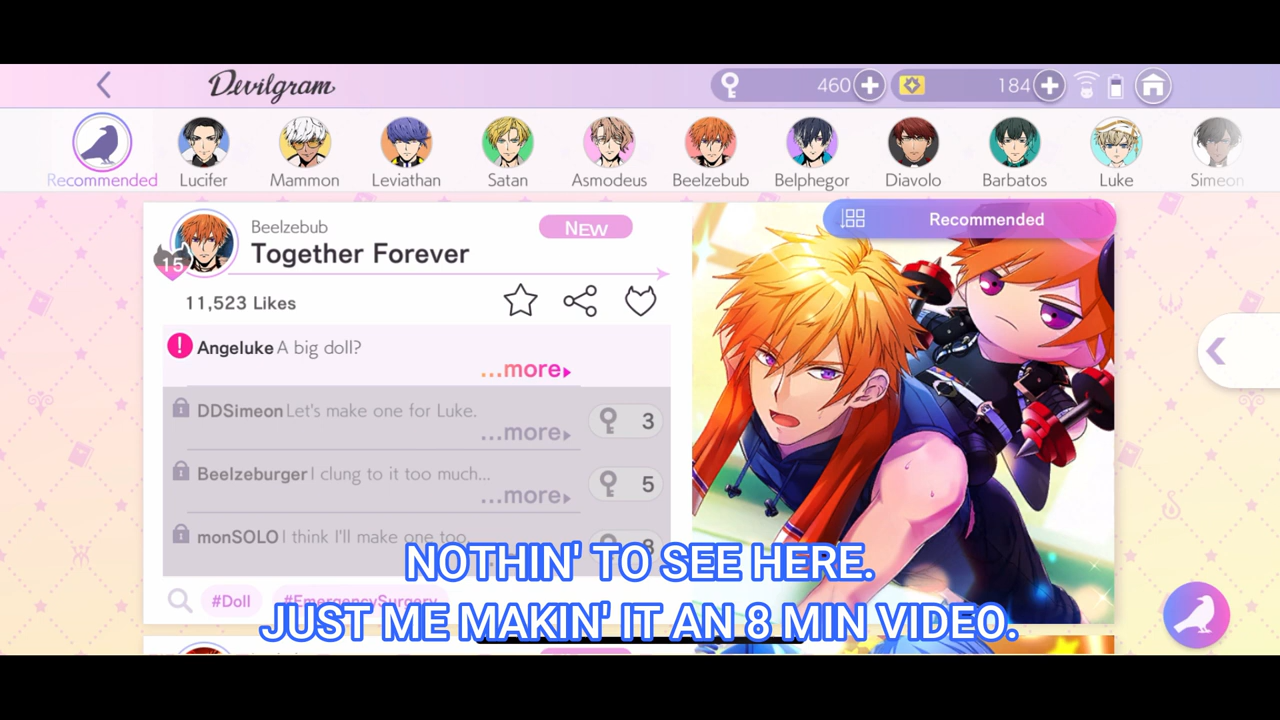 Devilgram
460
184
Recommended
Lucifer
Mammon
Leviathan
Satan
Asmodeus
Beelzebub
Belphegor
Diavolo
Barbatos
Luke
Simeon
Beelzebub
NEW
Together Forever
15
11,523 Likes
Recommended
! Angeluke A big doll?
...more
DDSimeon Let's make one for Luke.
...more
3
Beelzeburger I clung to it too much...
...more
5
monSOLO I think I'll make one too.
8
#Doll
#EmergencySurgery
NOTHIN' TO SEE HERE.
JUST ME MAKIN' IT AN 8 MIN VIDEO.